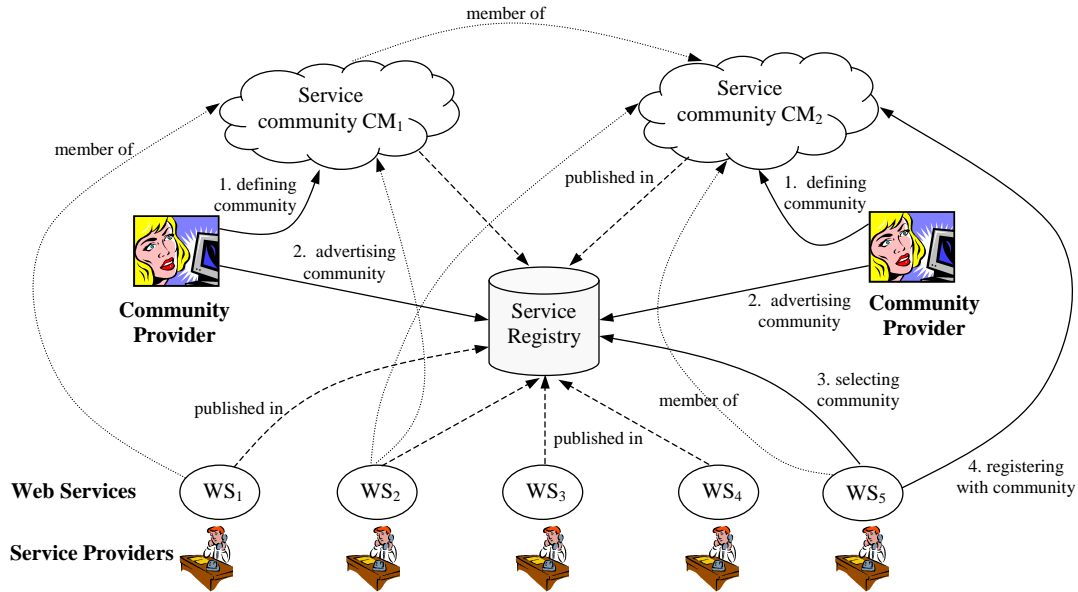 member of
Service
community CM₁
Service
community CM₂
member of
published in
1. defining
community
1. defining
community
2. advertising
community
Community
Provider
Service
Registry
2. advertising
community
Community
Provider
3. selecting
community
published in
member of
published in
4. registering
with community
Web Services
WS₁
WS₂
WS₃
WS₄
WS₅
Service Providers